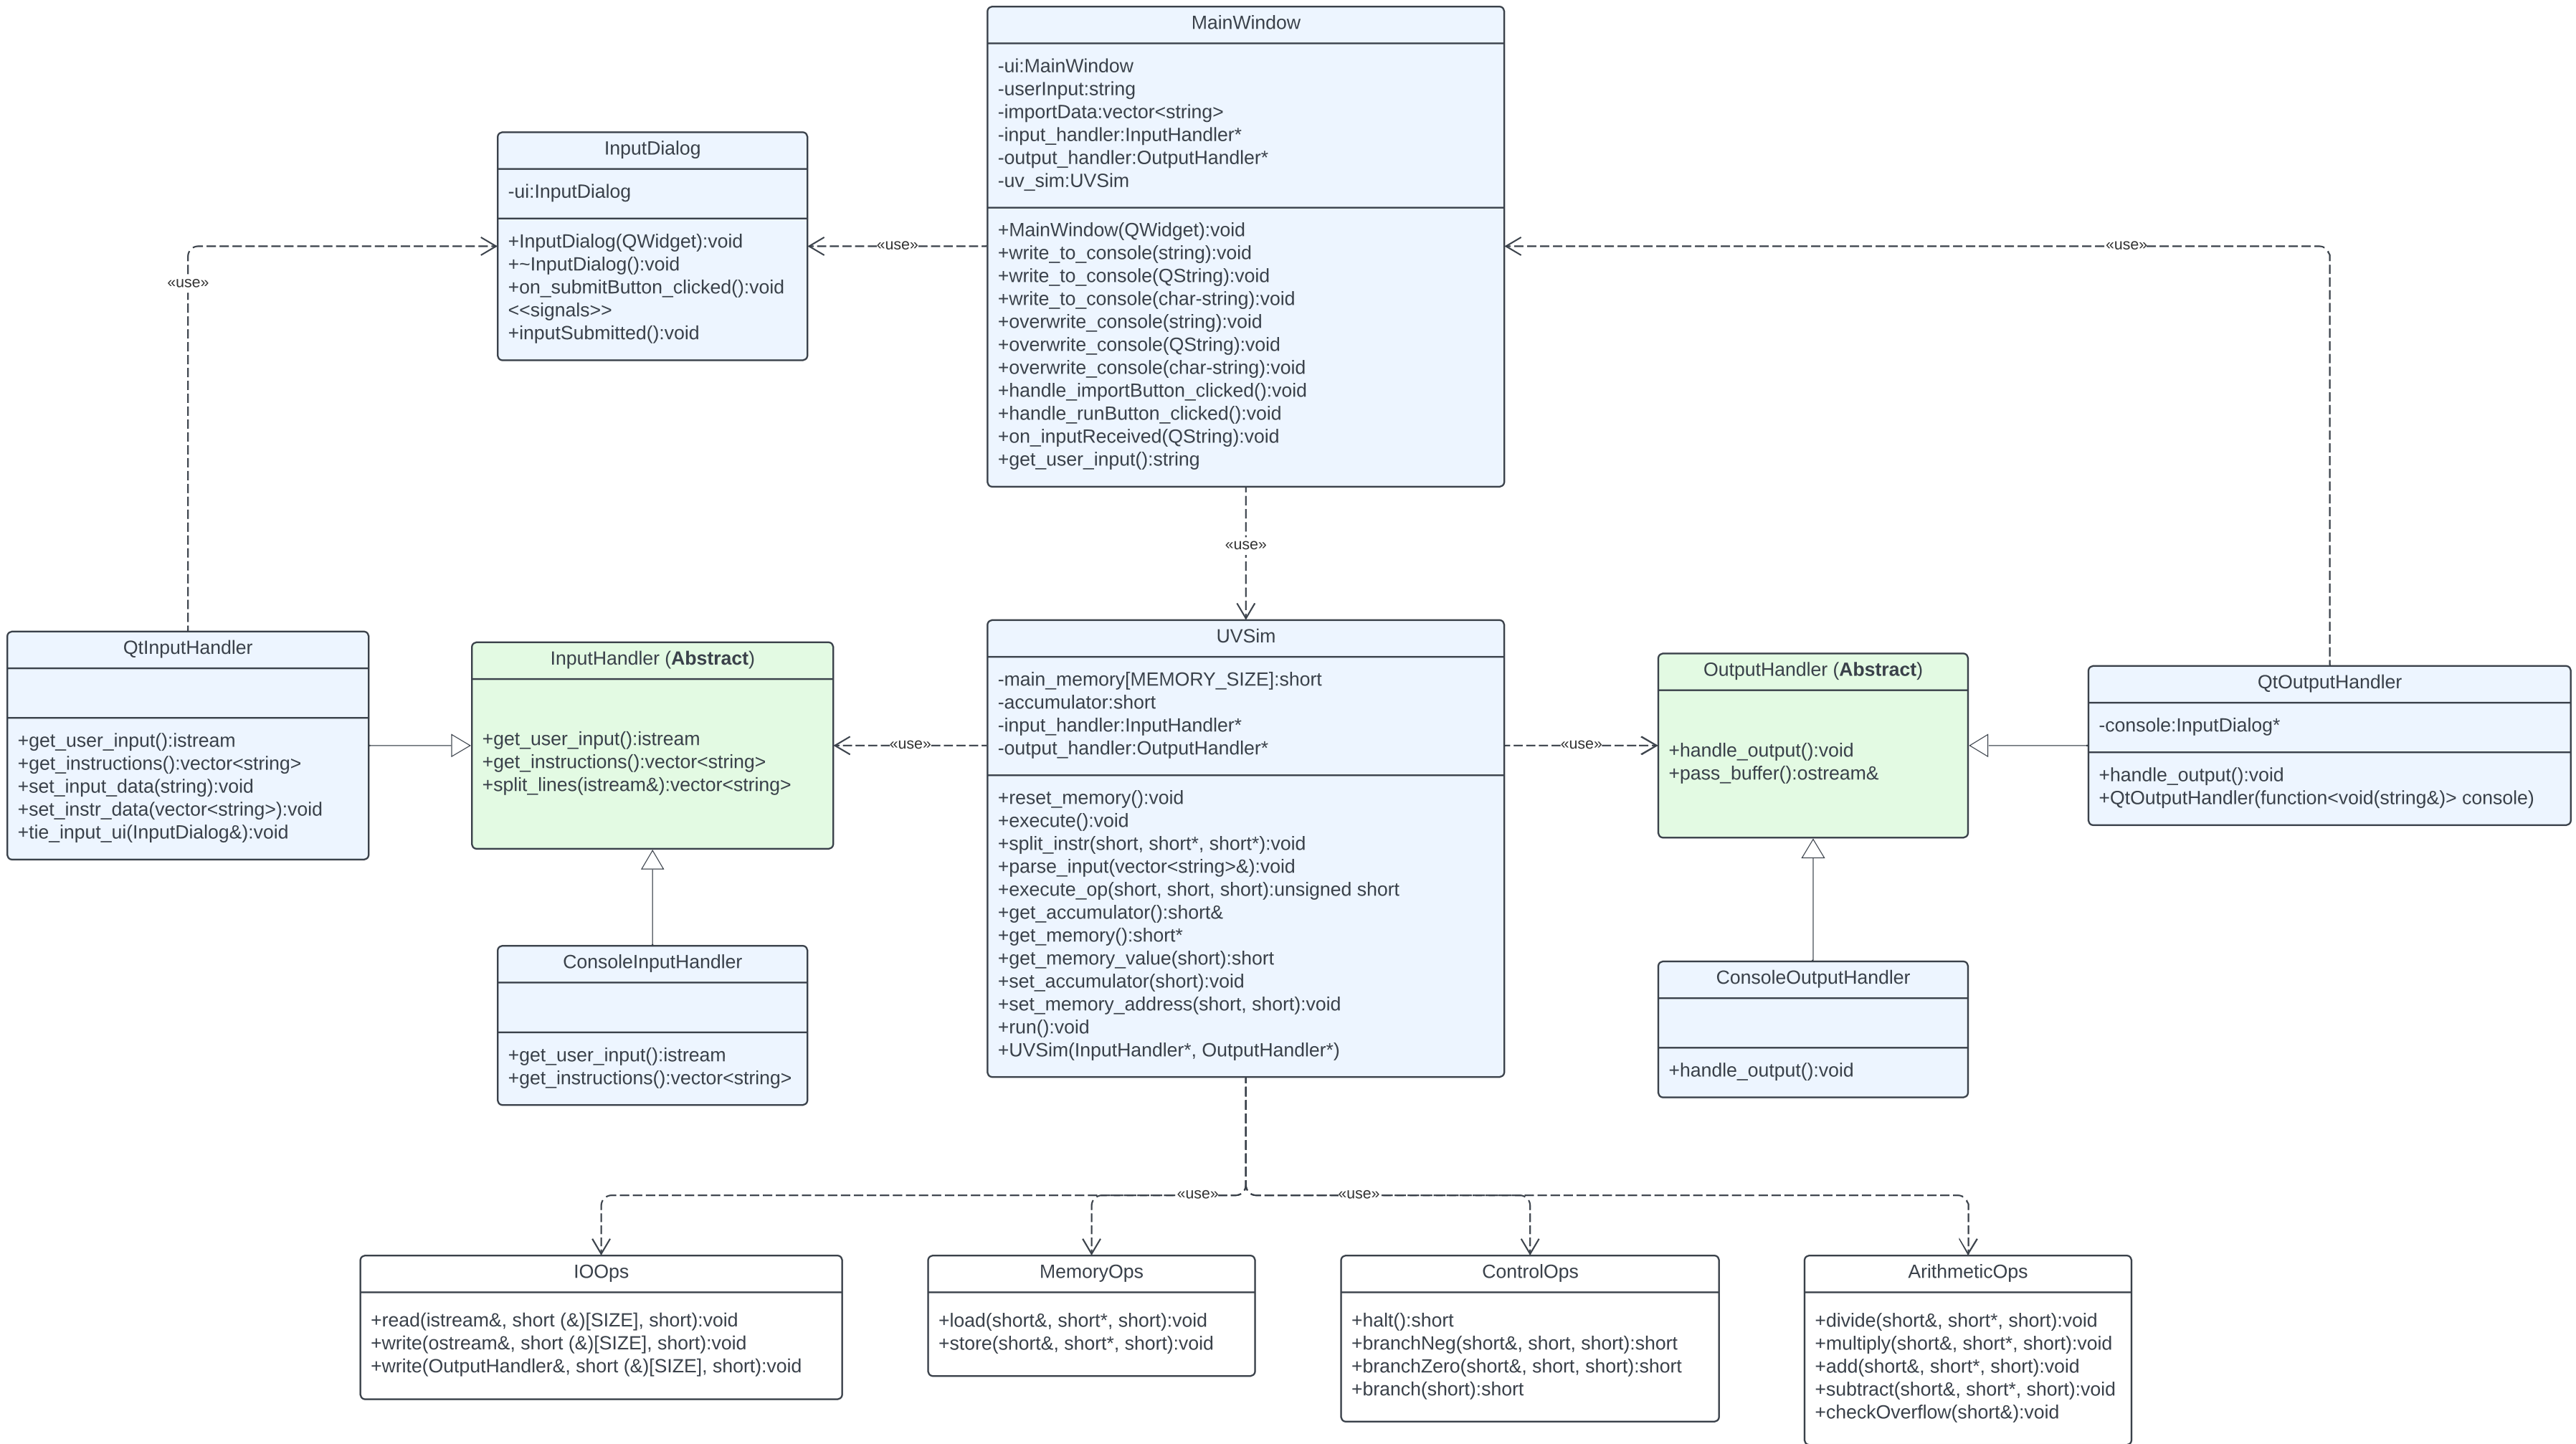 MainWindow
-ui:MainWindow
-userInput:string
-importData:vector<string>
-input_handler:InputHandler*
-output_handler:OutputHandler*
-uv_sim:UVSim
+MainWindow(QWidget):void
+write_to_console(string):void
+write_to_console(QString):void
+write_to_console(char-string):void
+overwrite_console(string):void
+overwrite_console(QString):void
+overwrite_console(char-string):void
+handle_importButton_clicked():void
+handle_runButton_clicked():void
+on_inputReceived(QString):void
+get_user_input():string
InputDialog
-ui:InputDialog
+InputDialog(QWidget):void
+~InputDialog():void
+on_submitButton_clicked():void
<<signals>>
+inputSubmitted():void
«use»
«use»
«use»
«use»
QtInputHandler
+get_user_input():istream
+get_instructions():vector<string>
+set_input_data(string):void
+set_instr_data(vector<string>):void
+tie_input_ui(InputDialog&):void
InputHandler (Abstract)
+get_user_input():istream
+get_instructions():vector<string>
+split_lines(istream&):vector<string>
«use»
UVSim
-main_memory[MEMORY_SIZE]:short
-accumulator:short
-input_handler:InputHandler*
-output_handler:OutputHandler*
+reset_memory():void
+execute():void
+split_instr(short, short*, short*):void
+parse_input(vector<string>&):void
+execute_op(short, short, short):unsigned short
+get_accumulator():short&
+get_memory():short*
+get_memory_value(short):short
+set_accumulator(short):void
+set_memory_address(short, short):void
+run():void
+UVSim(InputHandler*, OutputHandler*)
«use»
OutputHandler (Abstract)
+handle_output():void
+pass_buffer():ostream&
QtOutputHandler
-console:InputDialog*
+handle_output():void
+QtOutputHandler(function<void(string&)> console)
ConsoleInputHandler
+get_user_input():istream
+get_instructions():vector<string>
ConsoleOutputHandler
+handle_output():void
«use»
«use»
IOOps
+read(istream&, short (&)[SIZE], short):void
+write(ostream&, short (&)[SIZE], short):void
+write(OutputHandler&, short (&)[SIZE], short):void
MemoryOps
+load(short&, short*, short):void
+store(short&, short*, short):void
ControlOps
+halt():short
+branchNeg(short&, short, short):short
+branchZero(short&, short, short):short
+branch(short):short
ArithmeticOps
+divide(short&, short*, short):void
+multiply(short&, short*, short):void
+add(short&, short*, short):void
+subtract(short&, short*, short):void
+checkOverflow(short&):void